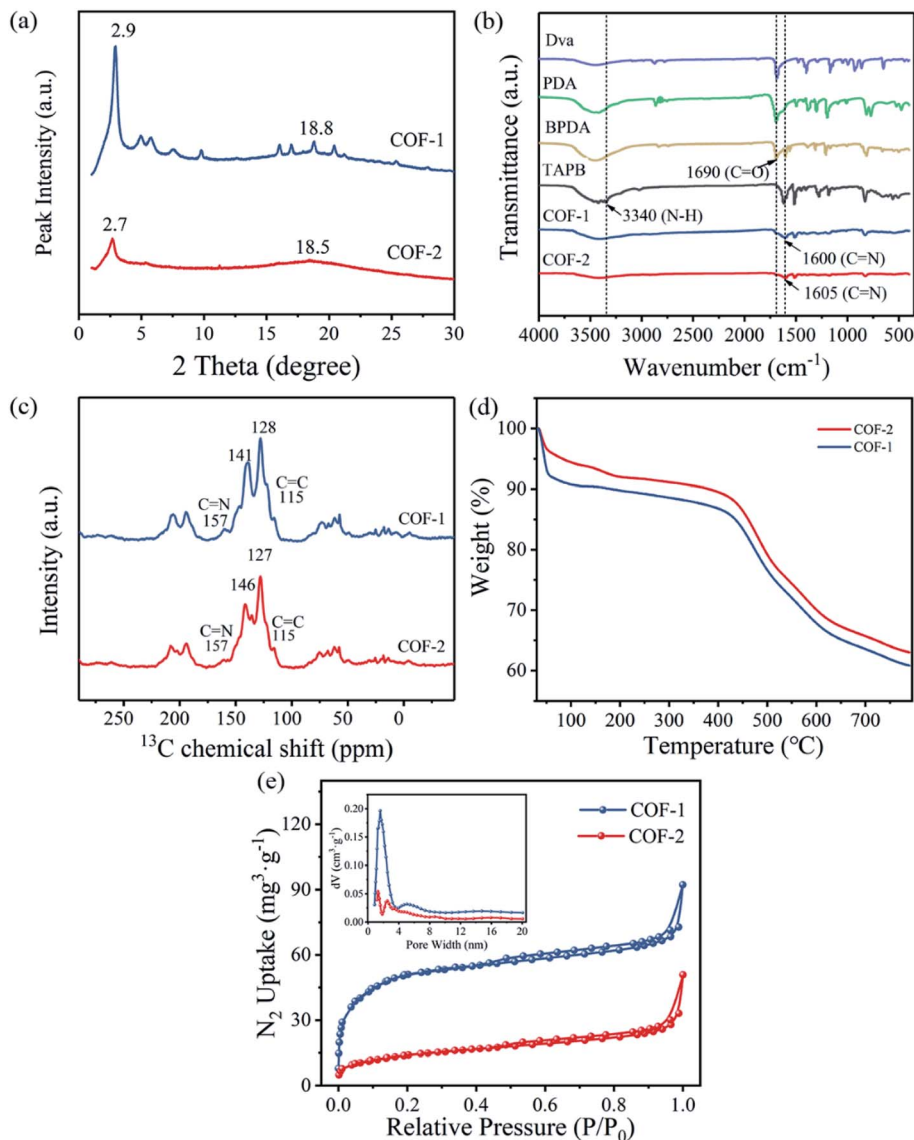 (a)
2.9
18.8
COF-1
2.7
18.5
COF-2
Peak Intensity (a.u.)
0 5 10 15 20 25 30
2 Theta (degree)
(b)
Dva
PDA
BPDA
1690 (C=O)
TAPB
3340 (N-H)
COF-1
1600 (C=N)
COF-2
1605 (C=N)
Transmittance (a.u.)
4000 3500 3000 2500 2000 1500 1000 500
Wavenumber (cm⁻¹)
(c)
128
141
C=C
115
C=N
157
COF-1
127
146
C=C
115
C=N
157
COF-2
Intensity (a.u.)
250 200 150 100 50 0
¹³C chemical shift (ppm)
(d)
COF-2
COF-1
100
90
80
70
60
Weight (%)
100 200 300 400 500 600 700
Temperature (℃)
(e)
COF-1
COF-2
120
90
60
30
0
N₂ Uptake (mg³·g⁻¹)
0.20
0.15
0.10
0.05
0.00
dV (cm³·g⁻¹)
0 4 8 12 16 20
Pore Width (nm)
0.0 0.2 0.4 0.6 0.8 1.0
Relative Pressure (P/P₀)